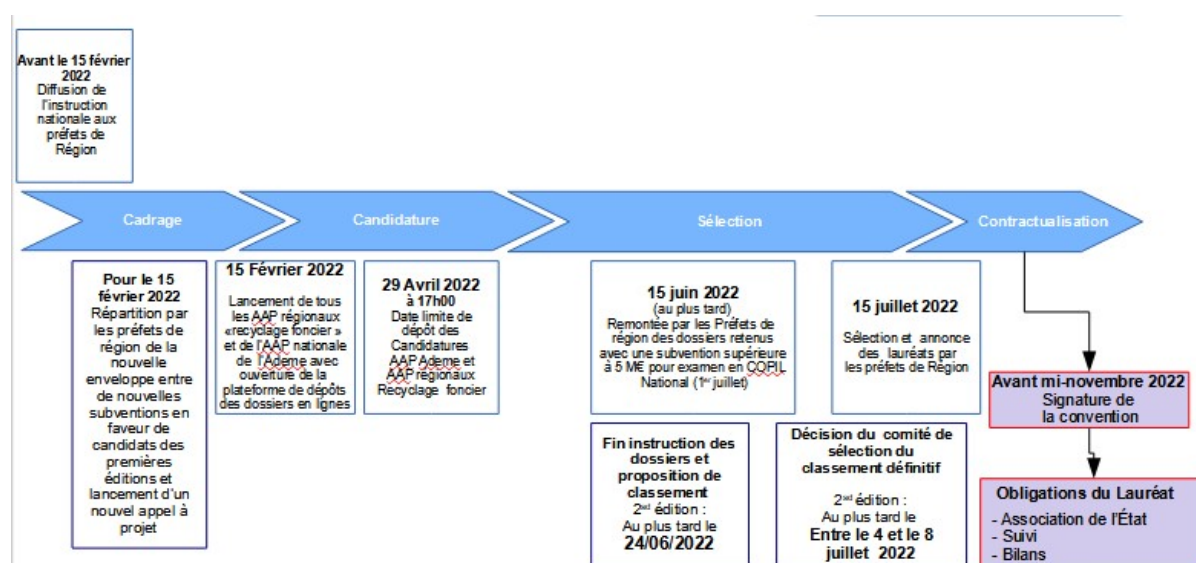 Avant le 15 février
2022
Diffusion de
l'instruction
nationale aux
préfets de
Région
Cadrage
Candidature
Sélection
Contractualisation
Pour le 15
février 2022
Répartition par
les préfets de
région de la
nouvelle
enveloppe entre
de nouvelles
subventions en
faveur de
candidats des
premières
éditions et
lancement d'un
nouvel appel à
projet
15 Février 2022
Lancement de tous
les AAP régionaux
«recyclage foncier »
et de l'AAP nationale
de l'Ademe avec
ouverture de la
plateforme de dépôts
des dossiers en lignes
29 Avril 2022
à 17h00
Date limite de
dépôt des
Candidatures
AAP Ademe et
AAP régionaux
Recyclage foncier
15 juin 2022
(au plus tard)
Remontée par les Préfets de
région des dossiers retenus
avec une subvention supérieure
à 5 M€ pour examen en COPIL
National (1er juillet)
15 juillet 2022
Sélection et annonce
des lauréats par
les préfets de Région
Avant mi-novembre 2022
Signature de
la convention
Fin instruction des
dossiers et
proposition de
classement
2nd édition :
Au plus tard le
24/06/2022
Décision du comité de
sélection du
classement définitif
2nd édition :
Au plus tard le
Entre le 4 et le 8
juillet 2022
Obligations du Lauréat
- Association de l'État
- Suivi
- Bilans